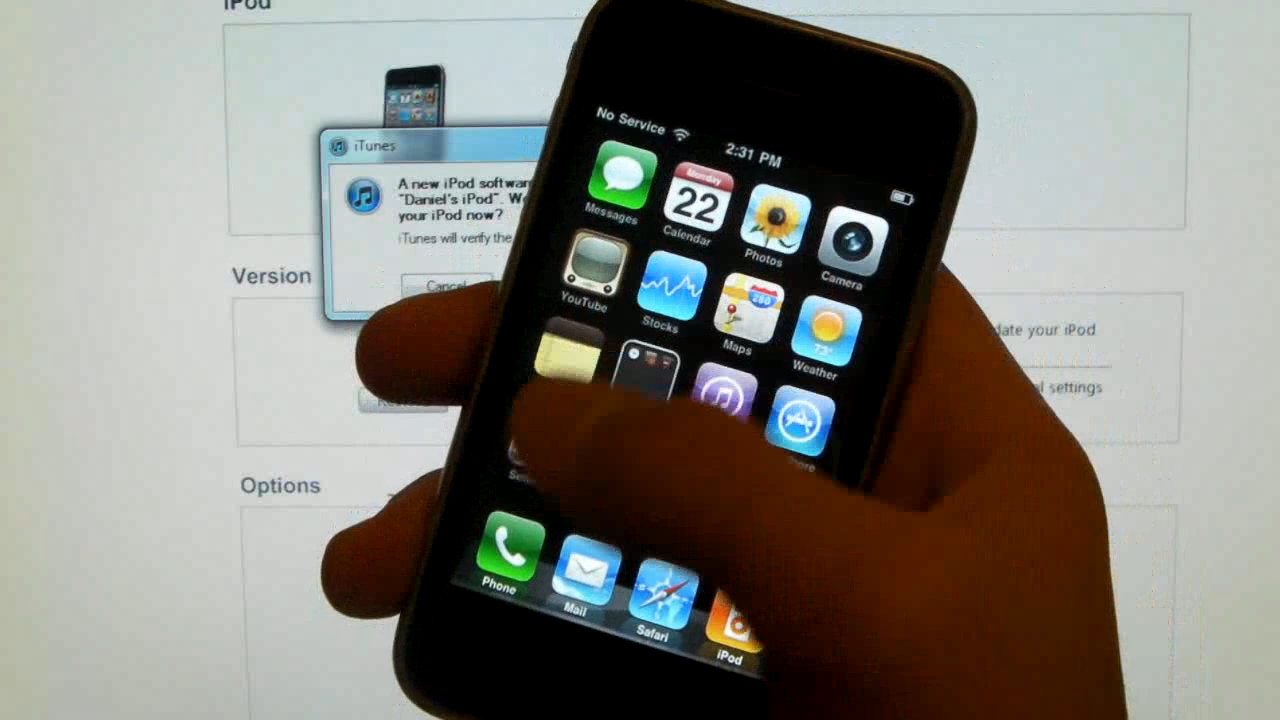 iPod
iTunes
A new iPod softwar
"Daniel's iPod". W
your iPod now?
iTunes will verify the
Cancel
Version
date your iPod
settings
Options
No Service
2:31 PM
Messages
Monday
22
Calendar
Photos
Camera
YouTube
Stocks
280
Maps
73°
Weather
Phone
Mail
Safari
iPod